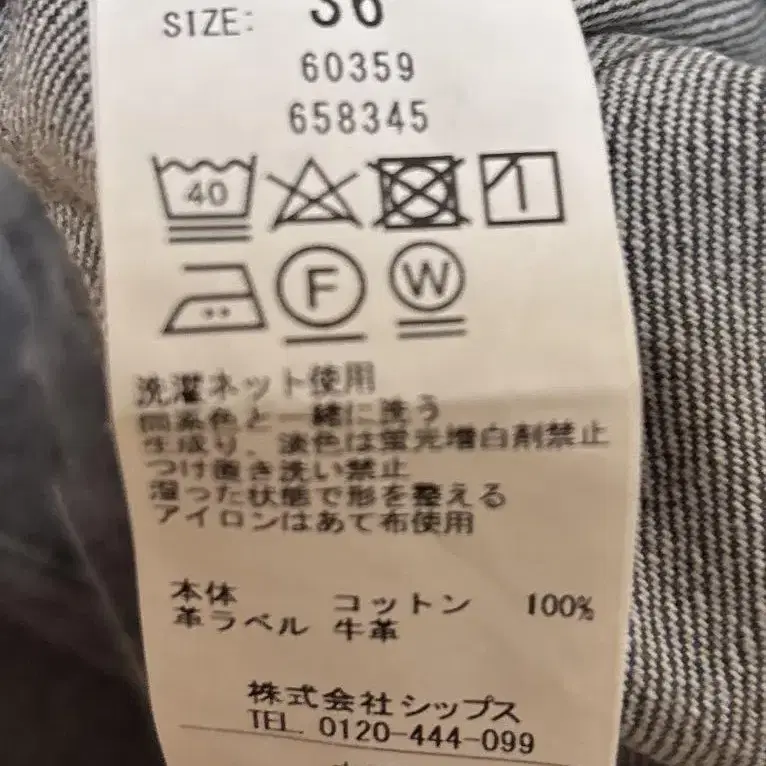 SIZE: 36
60359
658345
40
F W
洗濯ネット使用
同系色と一緒に洗う
生成り、淡色は蛍光増白剤禁止
つけ置き洗い禁止
湿った状態で形を整える
アイロンはあて布使用
本体 コットン 100%
革ラベル 牛革
株式会社シップス
TEL. 0120-444-099